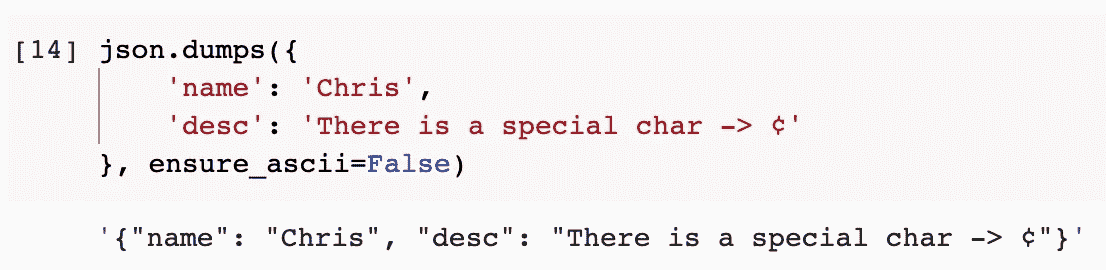 [14] json.dumps({
'name': 'Chris',
'desc': 'There is a special char -> ¢'
}, ensure_ascii=False)
'{"name": "Chris", "desc": "There is a special char -> ¢"}'